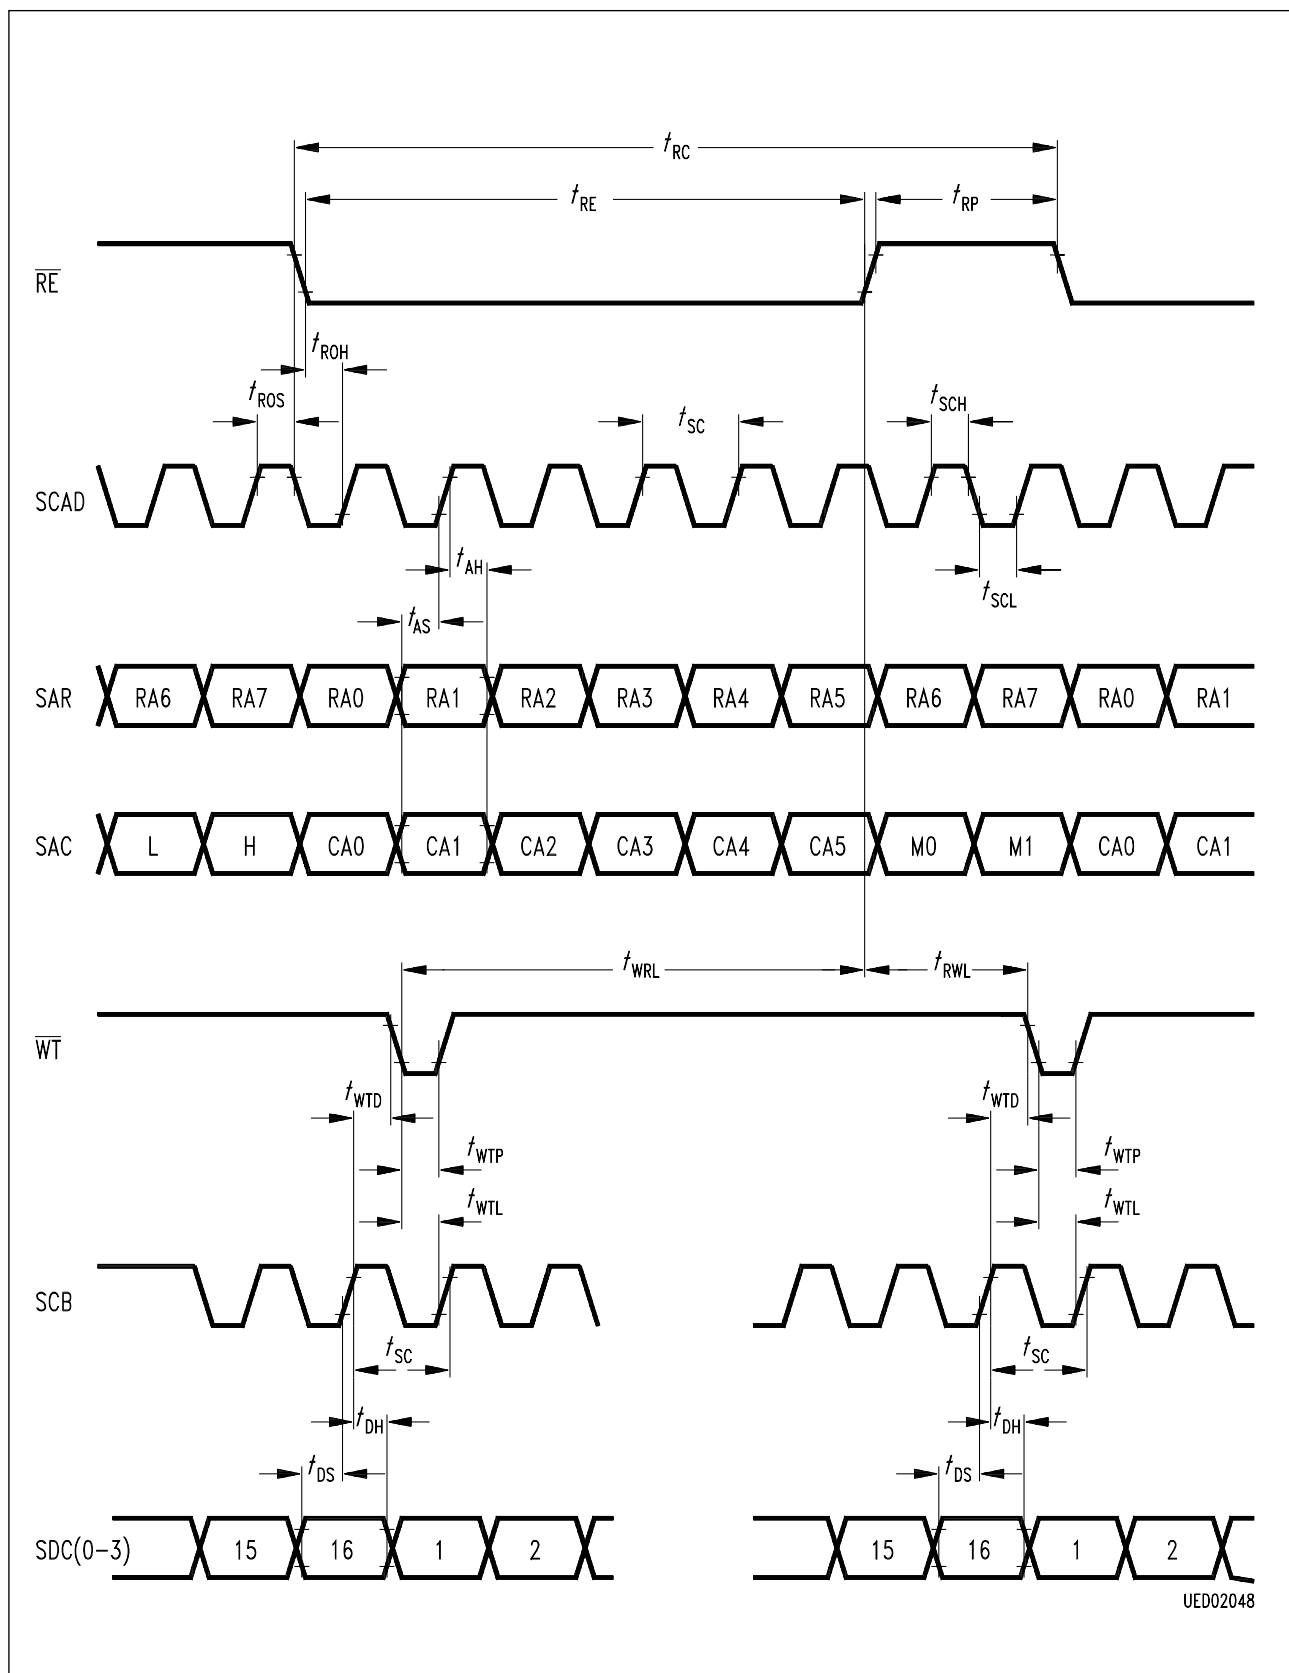 tRC
tRE
tRP
RE
tROH
tROS
tSC
tSCH
SCAD
tAH
tSCL
tAS
SAR RA6 RA7 RA0 RA1 RA2 RA3 RA4 RA5 RA6 RA7 RA0 RA1
SAC L H CA0 CA1 CA2 CA3 CA4 CA5 M0 M1 CA0 CA1
tWRL tRWL
WT
tWTD tWTD
tWTP tWTP
tWTL tWTL
SCB
tSC tSC
tDH tDH
tDS tDS
SDC(0-3) 15 16 1 2 15 16 1 2
UED02048